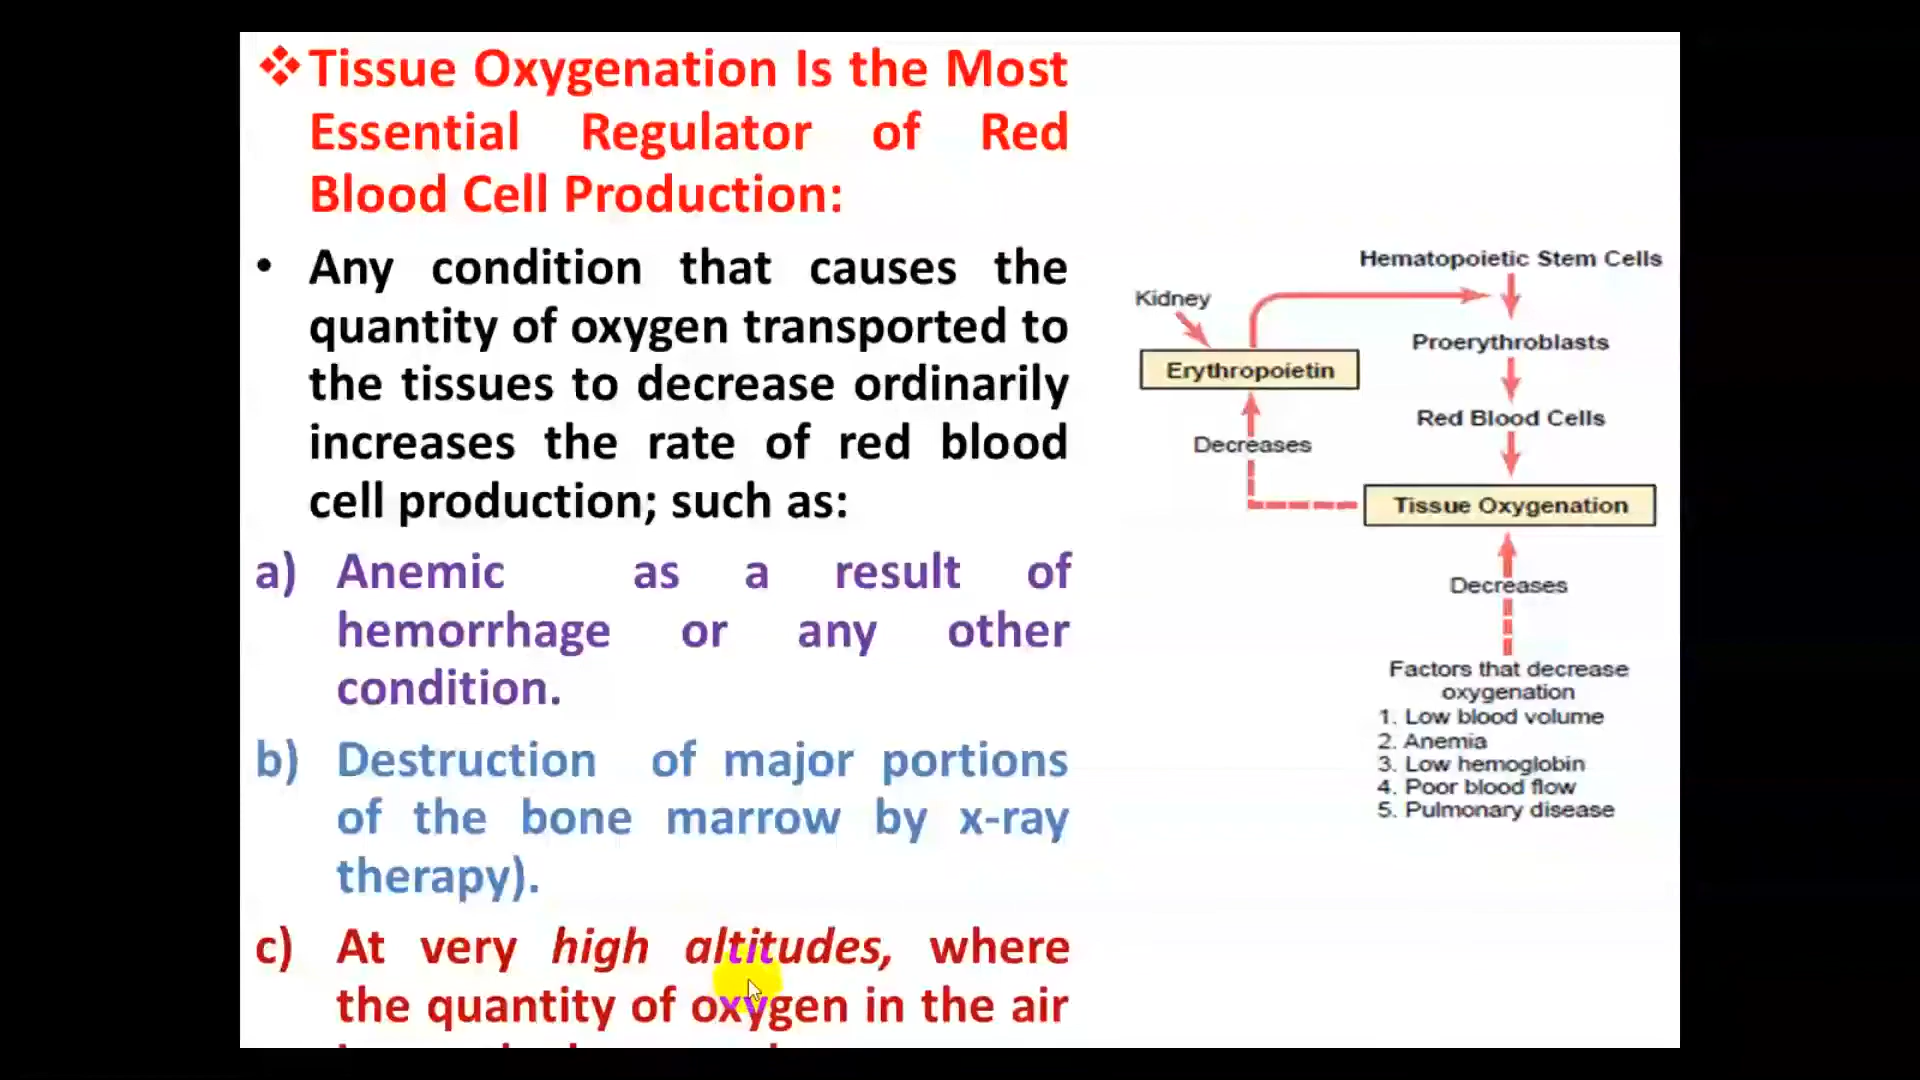 ❖Tissue Oxygenation Is the Most
Essential Regulator of Red
Blood Cell Production:
• Any condition that causes the
quantity of oxygen transported to
the tissues to decrease ordinarily
increases the rate of red blood
cell production; such as:
a) Anemic as a result of
hemorrhage or any other
condition.
b) Destruction of major portions
of the bone marrow by x-ray
therapy).
c) At very high altitudes, where
the quantity of oxygen in the air
Hematopoietic Stem Cells
Kidney
Proerythroblasts
Erythropoietin
Red Blood Cells
Decreases
Tissue Oxygenation
Decreases
Factors that decrease
oxygenation
1. Low blood volume
2. Anemia
3. Low hemoglobin
4. Poor blood flow
5. Pulmonary disease